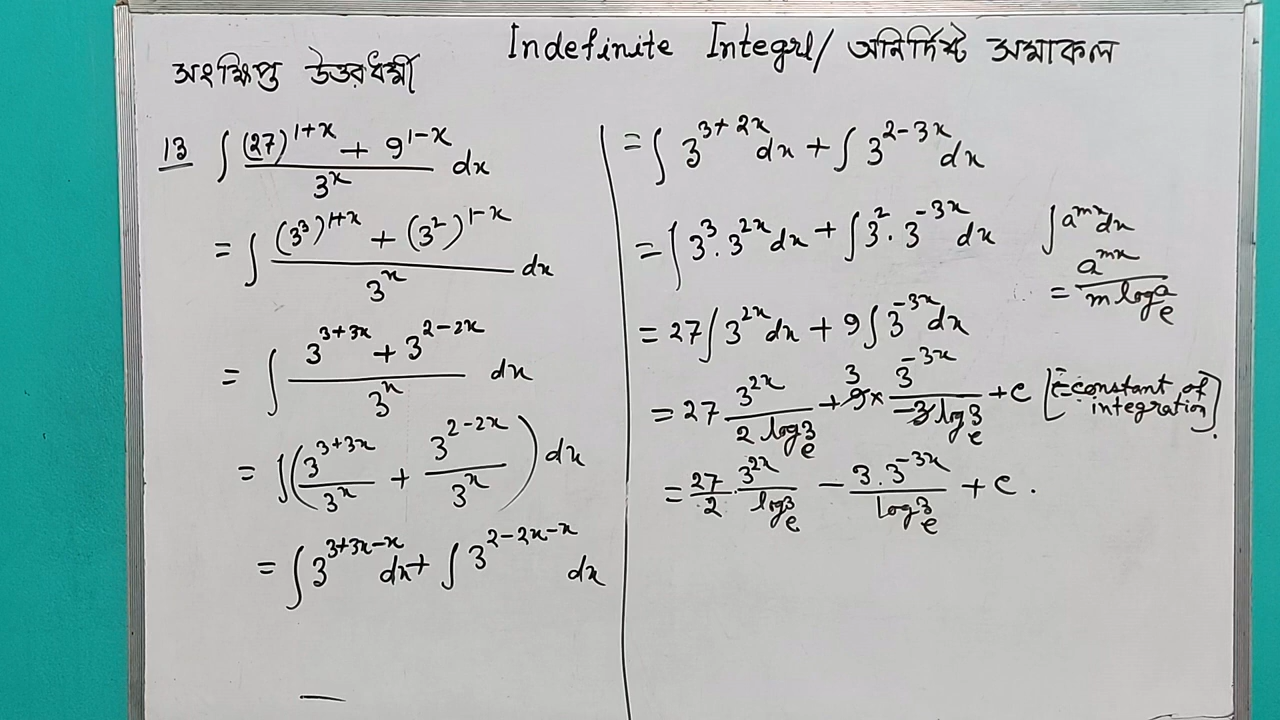 Indefinite Integrl/ অনির্দিষ্ট সমাকল
সংক্ষিপ্ত উত্তরধর্মী
13 ∫ ((27)^(1+x) + 9^(1-x))/3^x dx
= ∫ ((3^3)^(1+x) + (3^2)^(1-x))/3^x dx
= ∫ (3^(3+3x) + 3^(2-2x))/3^x dx
= ∫(3^(3+3x)/3^x + 3^(2-2x)/3^x) dx
= ∫ 3^(3+3x-x) dx + ∫ 3^(2-2x-x) dx
= ∫ 3^(3+2x) dx + ∫ 3^(2-3x) dx
= ∫ 3^3 . 3^(2x) dx + ∫ 3^2 . 3^(-3x) dx
= 27 ∫ 3^(2x) dx + 9 ∫ 3^(-3x) dx
∫ a^(mx) dx
= a^(mx)/(m log_e a)
= 27 3^(2x)/(2 log_e 3) + 9 3 × 3^(-3x)/(-3 log_e 3) + c [c = constant of integration].
= 27/2 . 3^(2x)/(log_e 3) - 3 . 3^(-3x)/(log_e 3) + c .